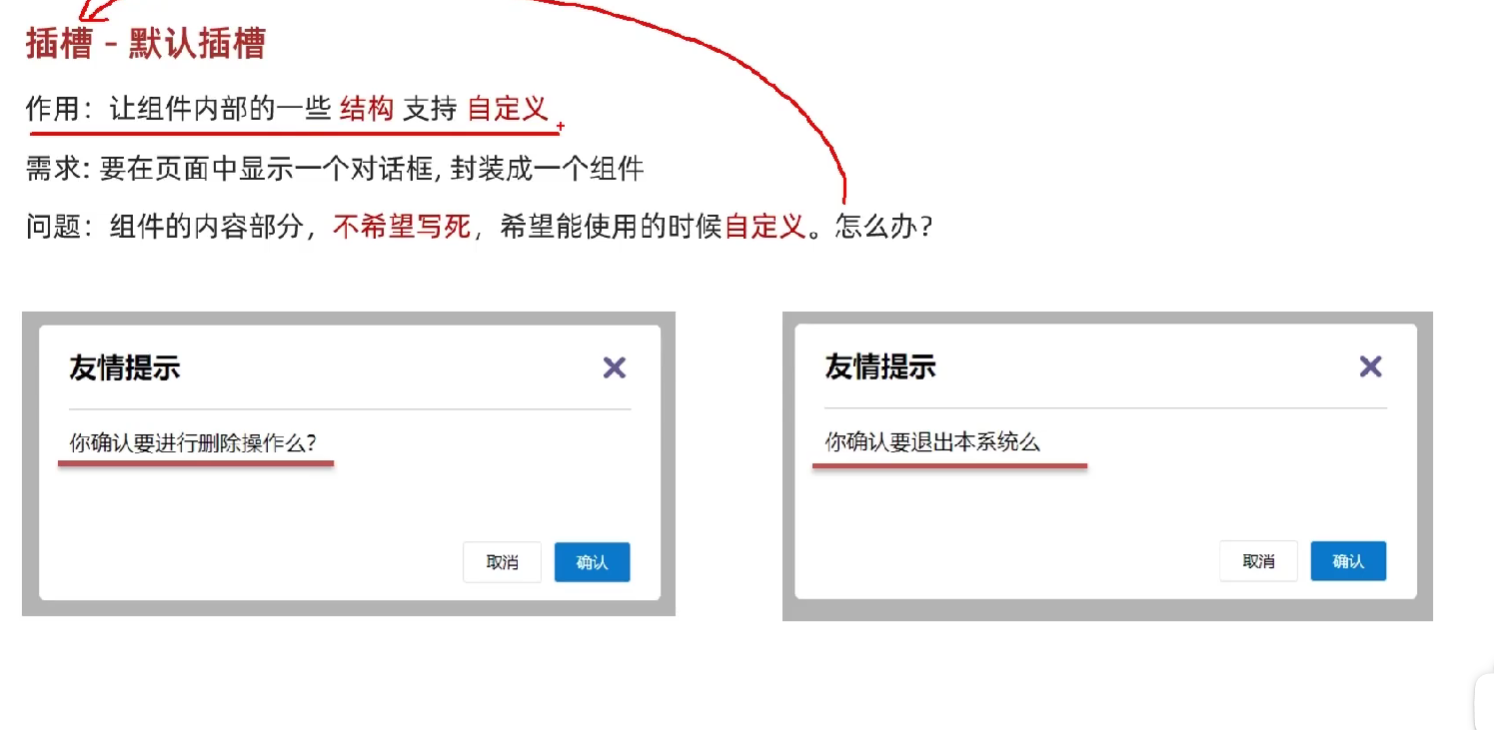 插槽 - 默认插槽
作用：让组件内部的一些 结构 支持 自定义
需求: 要在页面中显示一个对话框, 封装成一个组件
问题：组件的内容部分，不希望写死，希望能使用的时候自定义。怎么办?
友情提示
你确认要进行删除操作么?
取消 确认
友情提示
你确认要退出本系统么
取消 确认